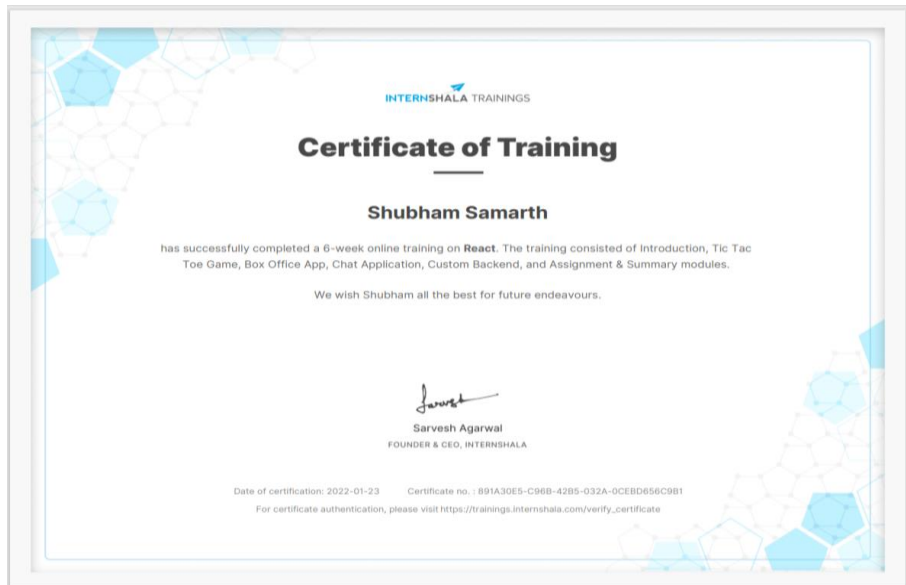 INTERNSHALA TRAININGS
Certificate of Training
Shubham Samarth
has successfully completed a 6-week online training on React. The training consisted of Introduction, Tic Tac
Toe Game, Box Office App, Chat Application, Custom Backend, and Assignment & Summary modules.
We wish Shubham all the best for future endeavours.
Sarvesh Agarwal
FOUNDER & CEO, INTERNSHALA
Date of certification: 2022-01-23 Certificate no. : 891A30E5-C96B-42B5-032A-0CEBD656C9B1
For certificate authentication, please visit https://trainings.internshala.com/verify_certificate